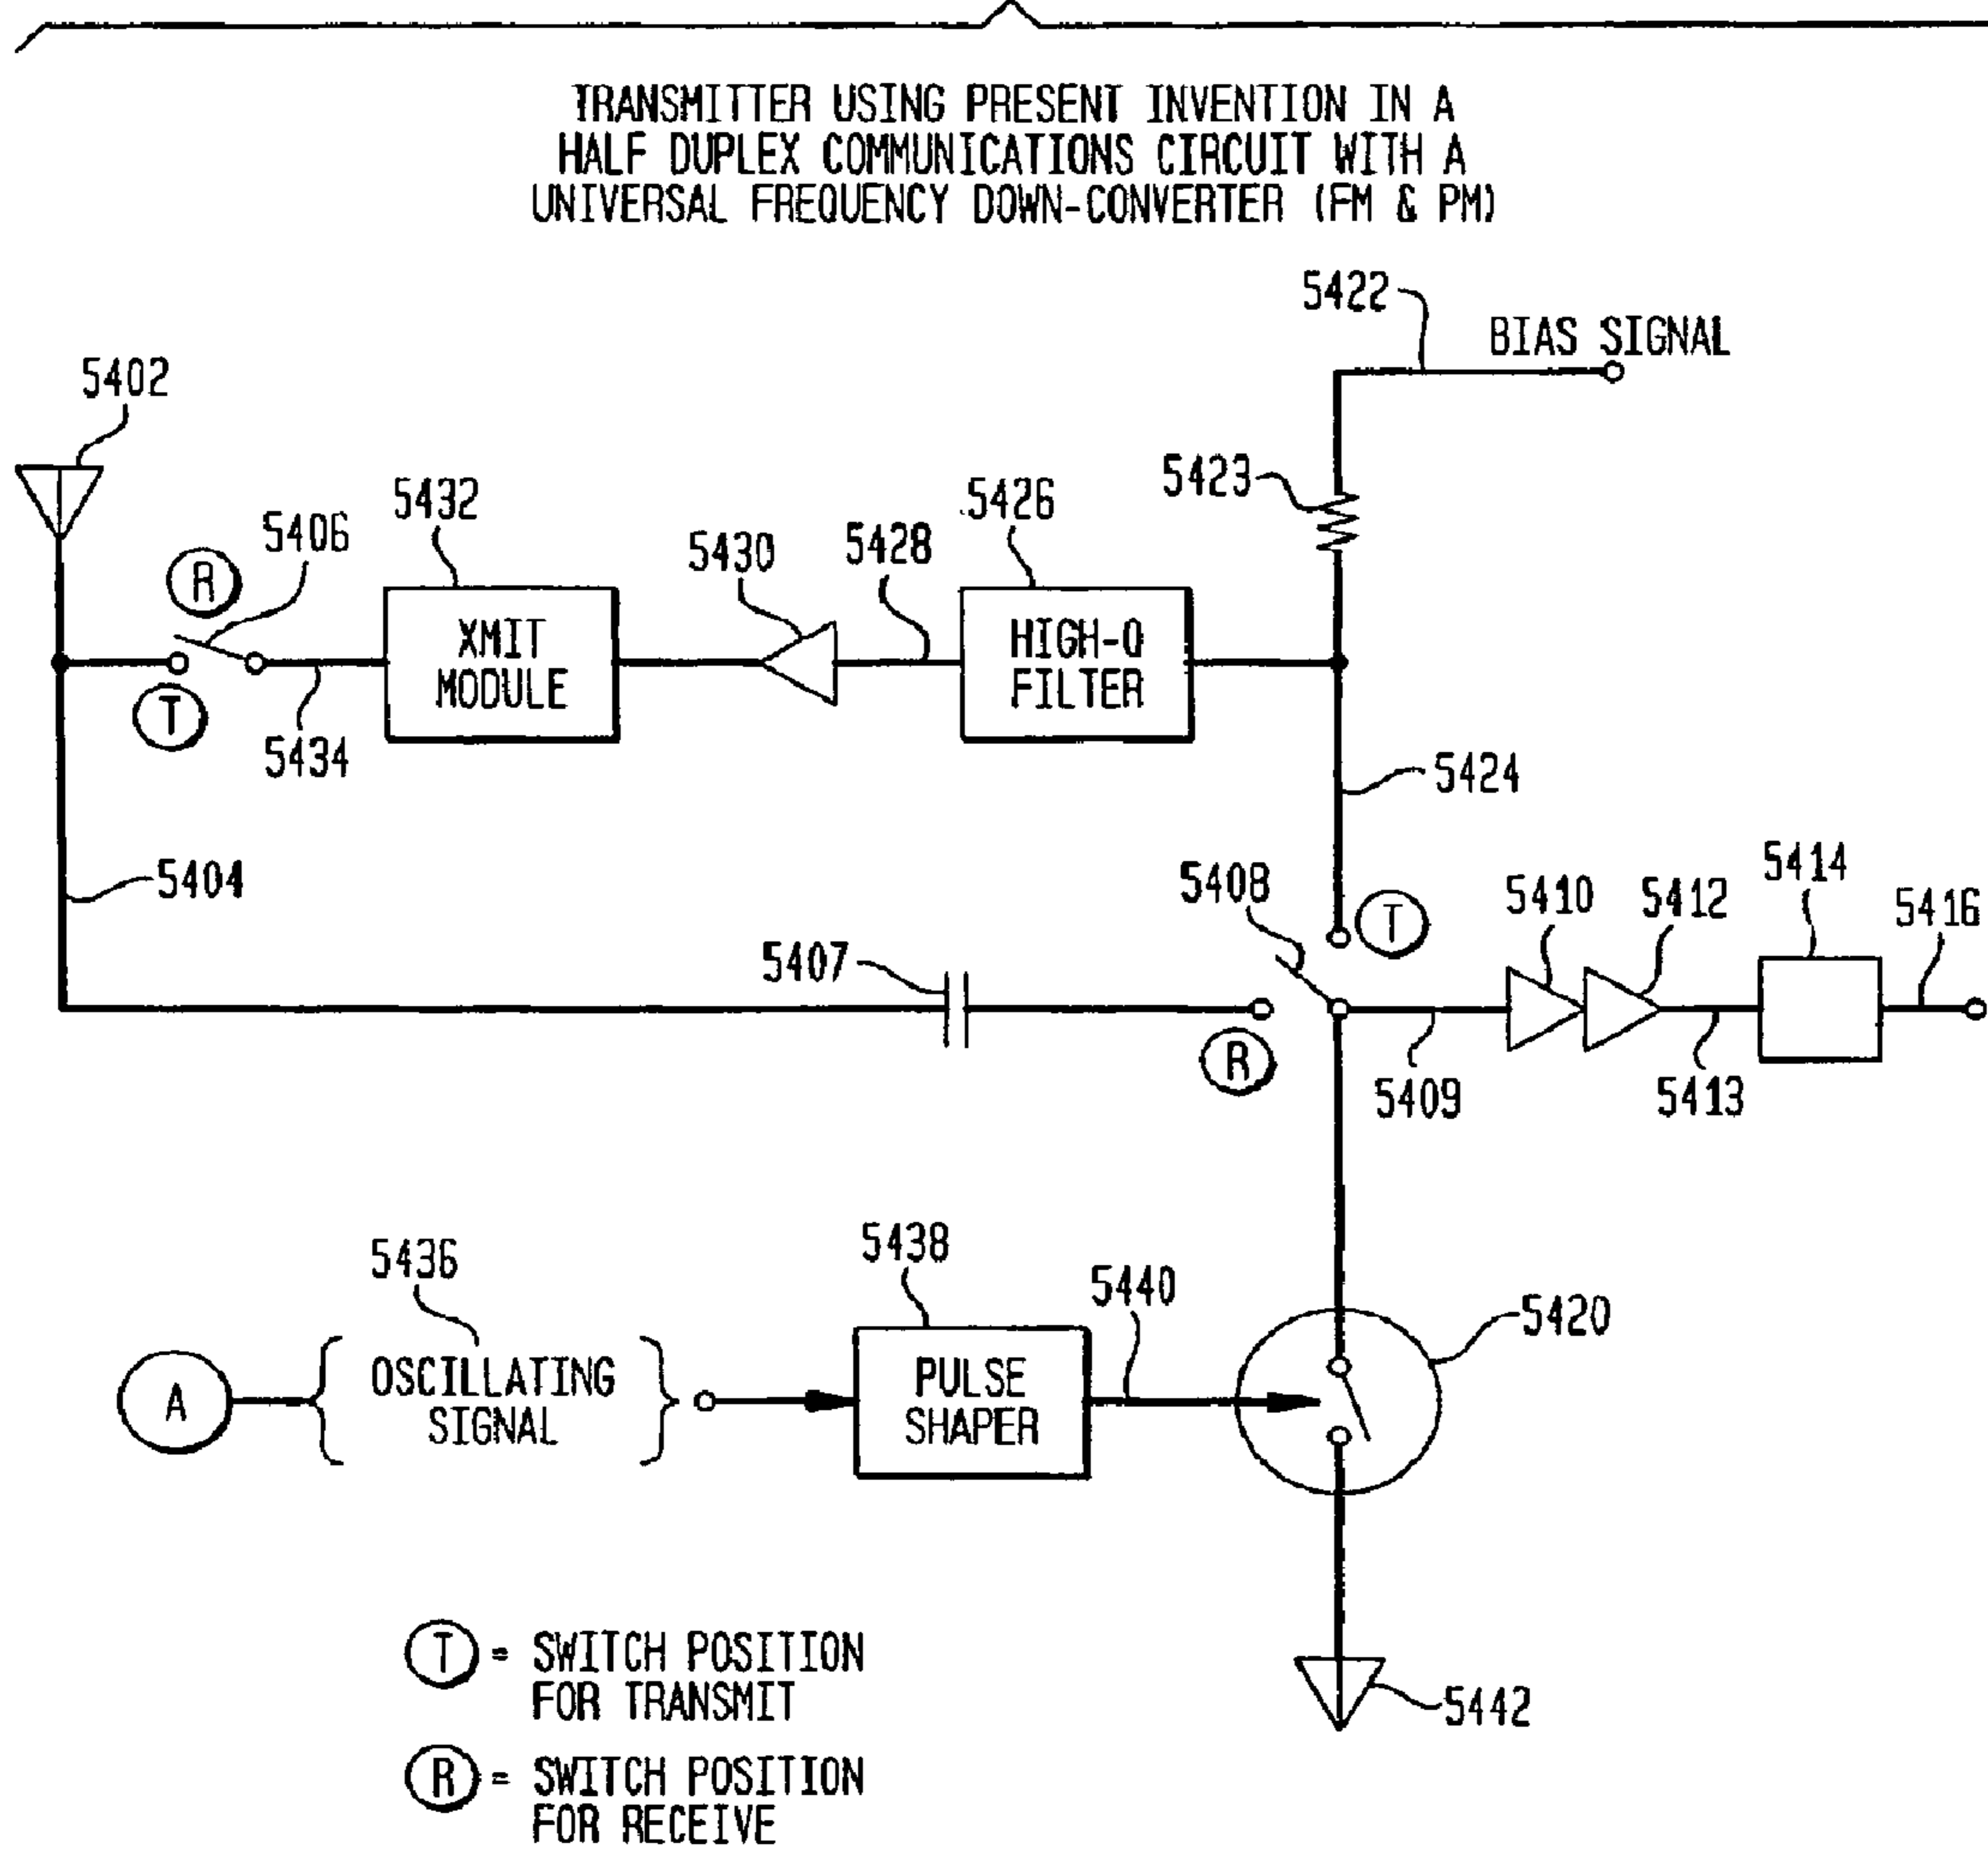 TRANSMITTER USING PRESENT INVENTION IN A
HALF DUPLEX COMMUNICATIONS CIRCUIT WITH A
UNIVERSAL FREQUENCY DOWN-CONVERTER (FM & PM)
5422
BIAS SIGNAL
5402
5423
5432
5426
5406
5430
5428
R
XMIT
MODULE
HIGH-Q
FILTER
T
5434
5424
5404
5408
T
5410
5412
5414
5416
5407
R
5409
5413
5436
5438
5440
5420
A
OSCILLATING
SIGNAL
PULSE
SHAPER
T = SWITCH POSITION
FOR TRANSMIT
5442
R = SWITCH POSITION
FOR RECEIVE